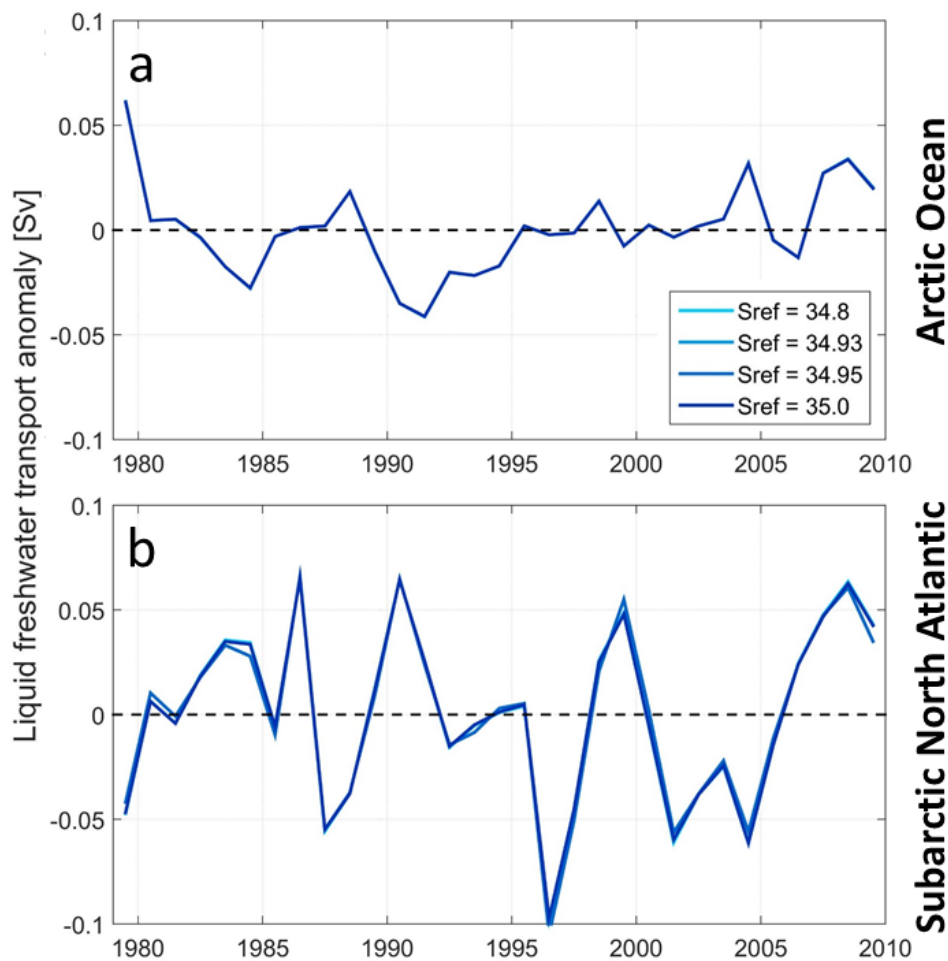 Liquid freshwater transport anomaly [Sv]
a
0.1
0.05
0
-0.05
-0.1
1980 1985 1990 1995 2000 2005 2010
Sref = 34.8
Sref = 34.93
Sref = 34.95
Sref = 35.0
Arctic Ocean
b
0.1
0.05
0
-0.05
-0.1
1980 1985 1990 1995 2000 2005 2010
Subarctic North Atlantic